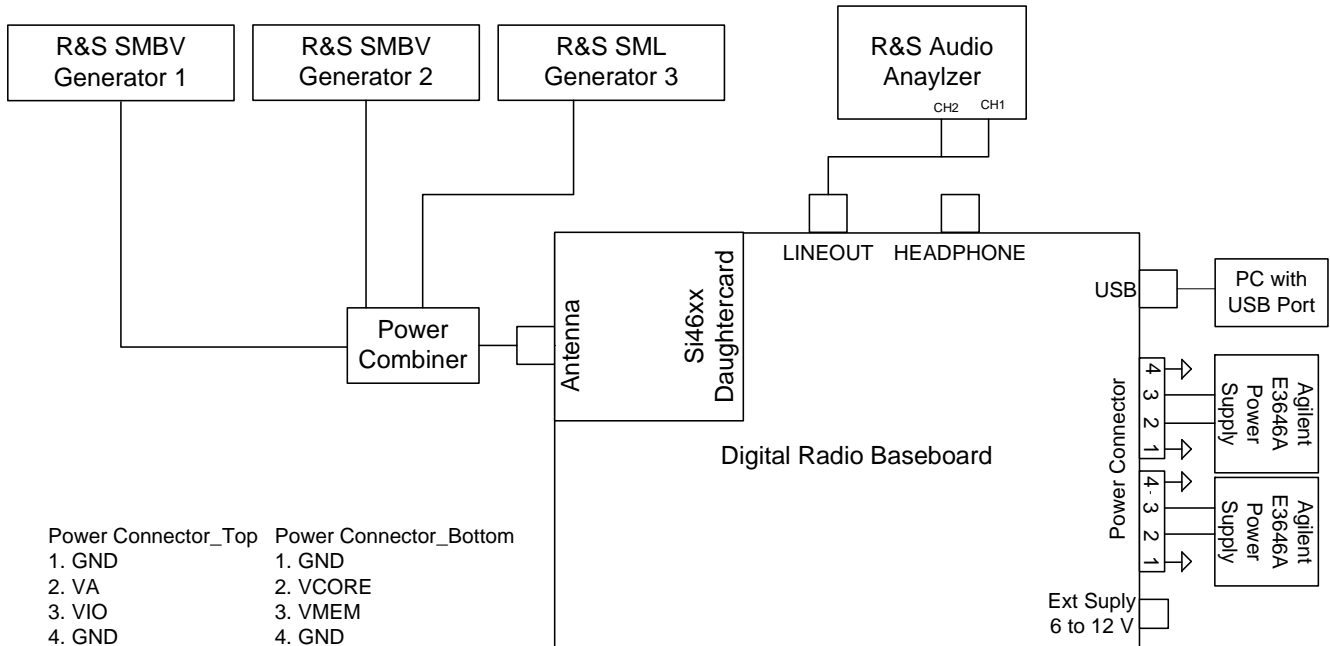 R&S SMBV
Generator 1
R&S SMBV
Generator 2
R&S SML
Generator 3
R&S Audio
Anaylzer
CH2
CH1
LINEOUT
HEADPHONE
Antenna
Si46xx
Daughtercard
Power
Combiner
USB
PC with
USB Port
Digital Radio Baseboard
Power Connector
4
3
2
1
4-
3
2
1
Agilent
E3646A
Power
Supply
Agilent
E3646A
Power
Supply
Ext Suply
6 to 12 V
Power Connector_Top
1. GND
2. VA
3. VIO
4. GND
Power Connector_Bottom
1. GND
2. VCORE
3. VMEM
4. GND